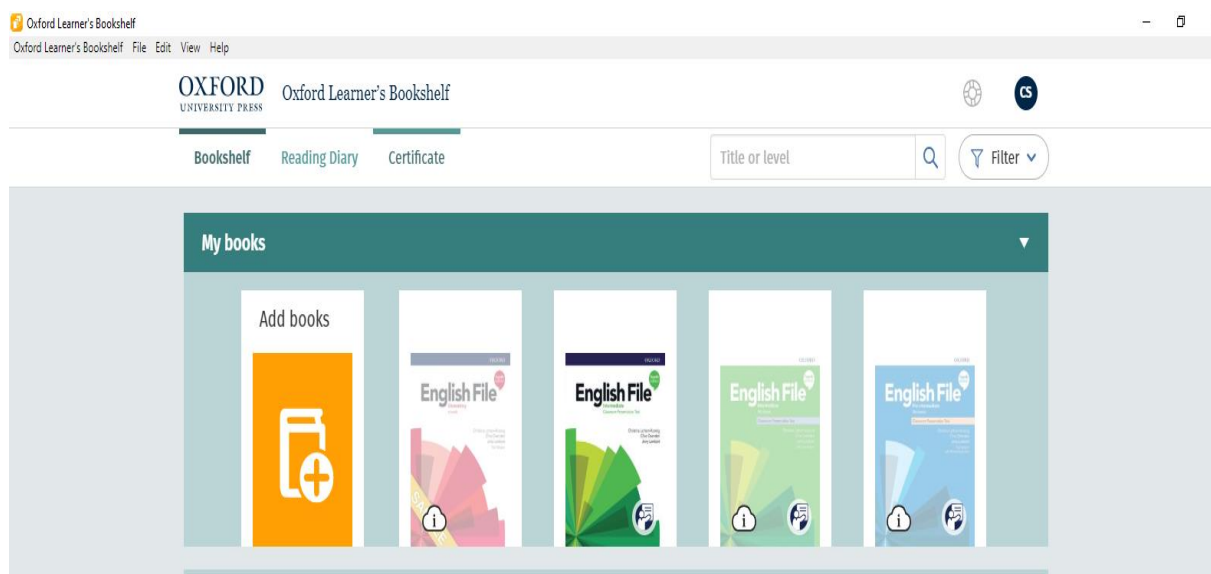 Oxford Learner's Bookshelf
Oxford Learner's Bookshelf File Edit View Help
OXFORD
UNIVERSITY PRESS
Oxford Learner's Bookshelf
CS
Bookshelf Reading Diary Certificate
Title or level
Filter
My books
Add books
English File
English File
English File
English File